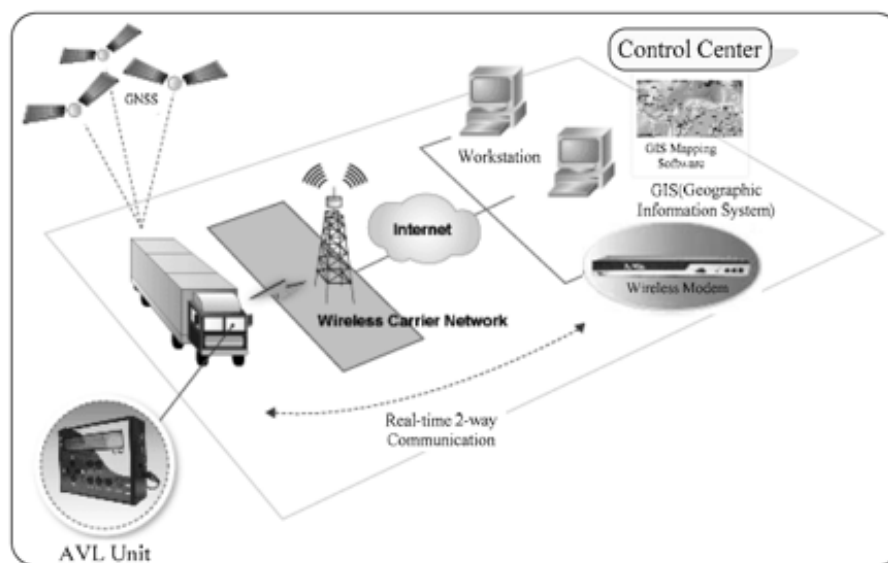 Control Center
GNSS
GIS Mapping
Software
Workstation
GIS(Geographic
Information System)
Internet
Wireless Modem
Wireless Carrier Network
Real-time 2-way
Communication
AVL Unit